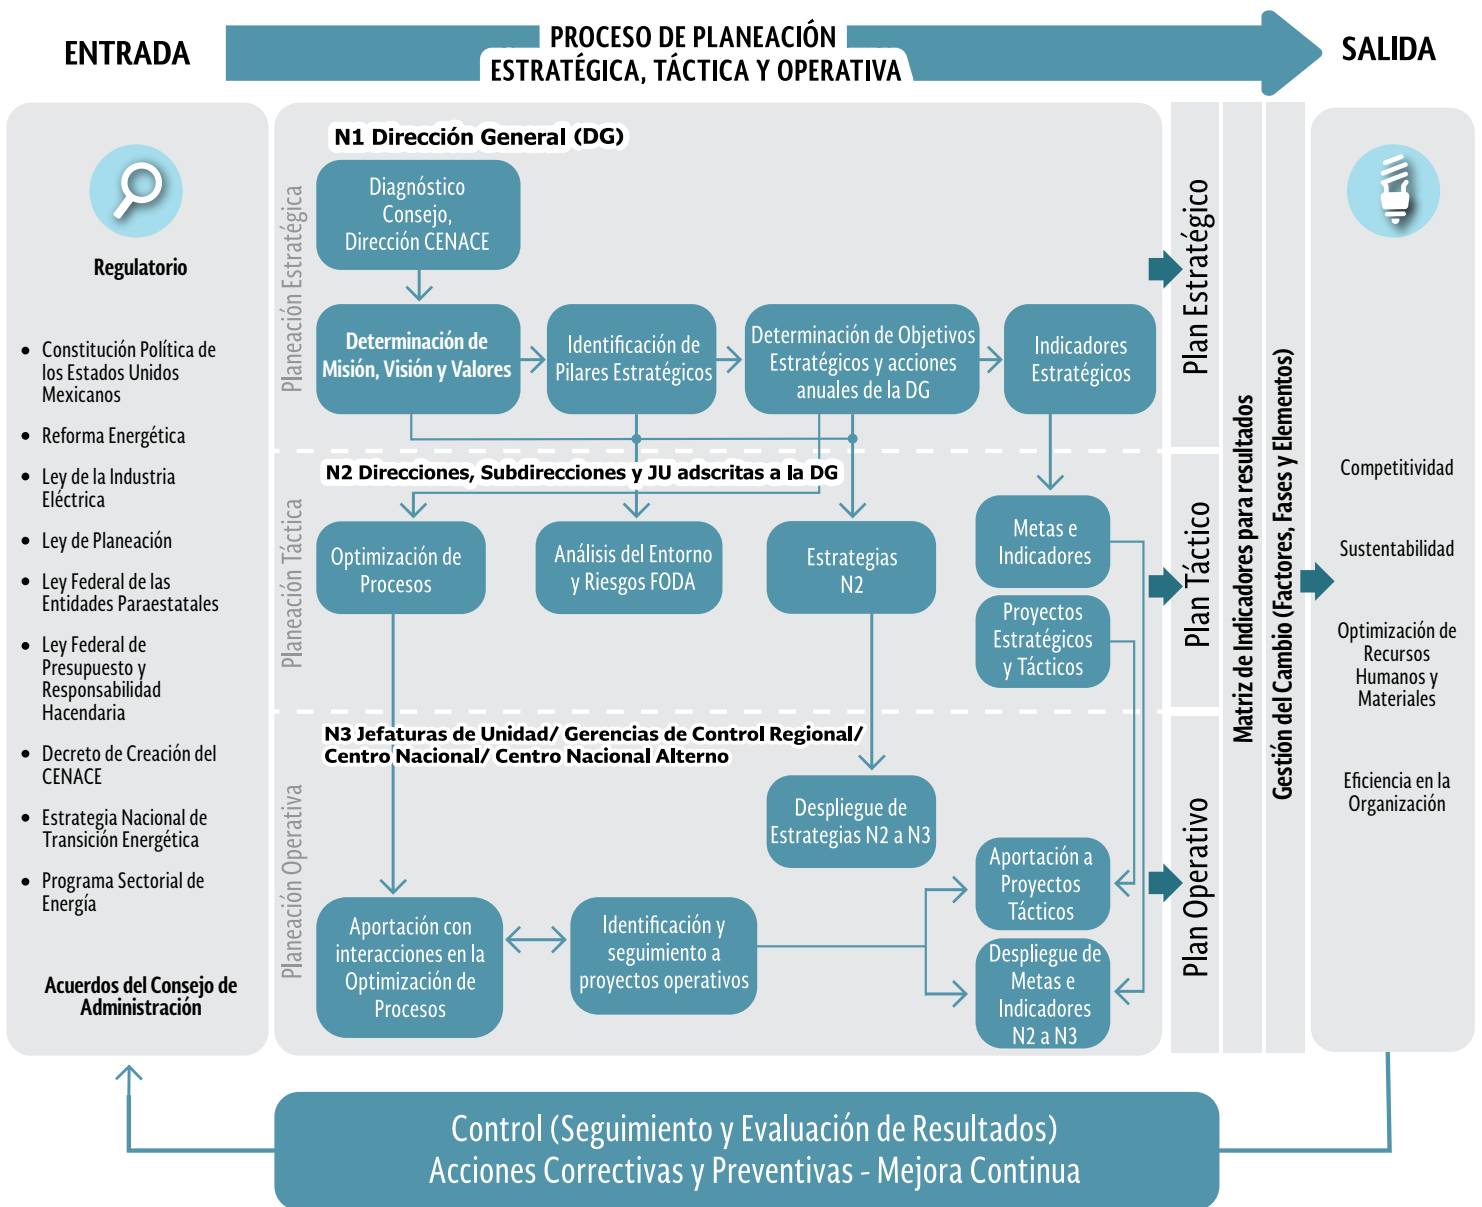 ENTRADA
PROCESO DE PLANEACIÓN
ESTRATÉGICA, TÁCTICA Y OPERATIVA
SALIDA
Regulatorio
• Constitución Política de
los Estados Unidos
Mexicanos
• Reforma Energética
• Ley de la Industria
Eléctrica
• Ley de Planeación
• Ley Federal de las
Entidades Paraestatales
• Ley Federal de
Presupuesto y
Responsabilidad
Hacendaria
• Decreto de Creación del
CENACE
• Estrategia Nacional de
Transición Energética
• Programa Sectorial de
Energía
Acuerdos del Consejo de
Administración
Planeación Estratégica
N1 Dirección General (DG)
Diagnóstico
Consejo,
Dirección CENACE
Determinación de
Misión, Visión y Valores
Identificación de
Pilares Estratégicos
Determinación de Objetivos
Estratégicos y acciones
anuales de la DG
Indicadores
Estratégicos
Planeación Táctica
N2 Direcciones, Subdirecciones y JU adscritas a la DG
Optimización de
Procesos
Análisis del Entorno
y Riesgos FODA
Estrategias
N2
Metas e
Indicadores
Proyectos
Estratégicos
y Tácticos
Planeación Operativa
N3 Jefaturas de Unidad/ Gerencias de Control Regional/
Centro Nacional/ Centro Nacional Alterno
Despliegue de
Estrategias N2 a N3
Aportación con
interacciones en la
Optimización de
Procesos
Identificación y
seguimiento a
proyectos operativos
Aportación a
Proyectos
Tácticos
Despliegue de
Metas e
Indicadores
N2 a N3
Plan Estratégico
Plan Táctico
Plan Operativo
Matriz de Indicadores para resultados
Gestión del Cambio (Factores, Fases y Elementos)
Competitividad
Sustentabilidad
Optimización de
Recursos
Humanos y
Materiales
Eficiencia en la
Organización
Control (Seguimiento y Evaluación de Resultados)
Acciones Correctivas y Preventivas - Mejora Continua